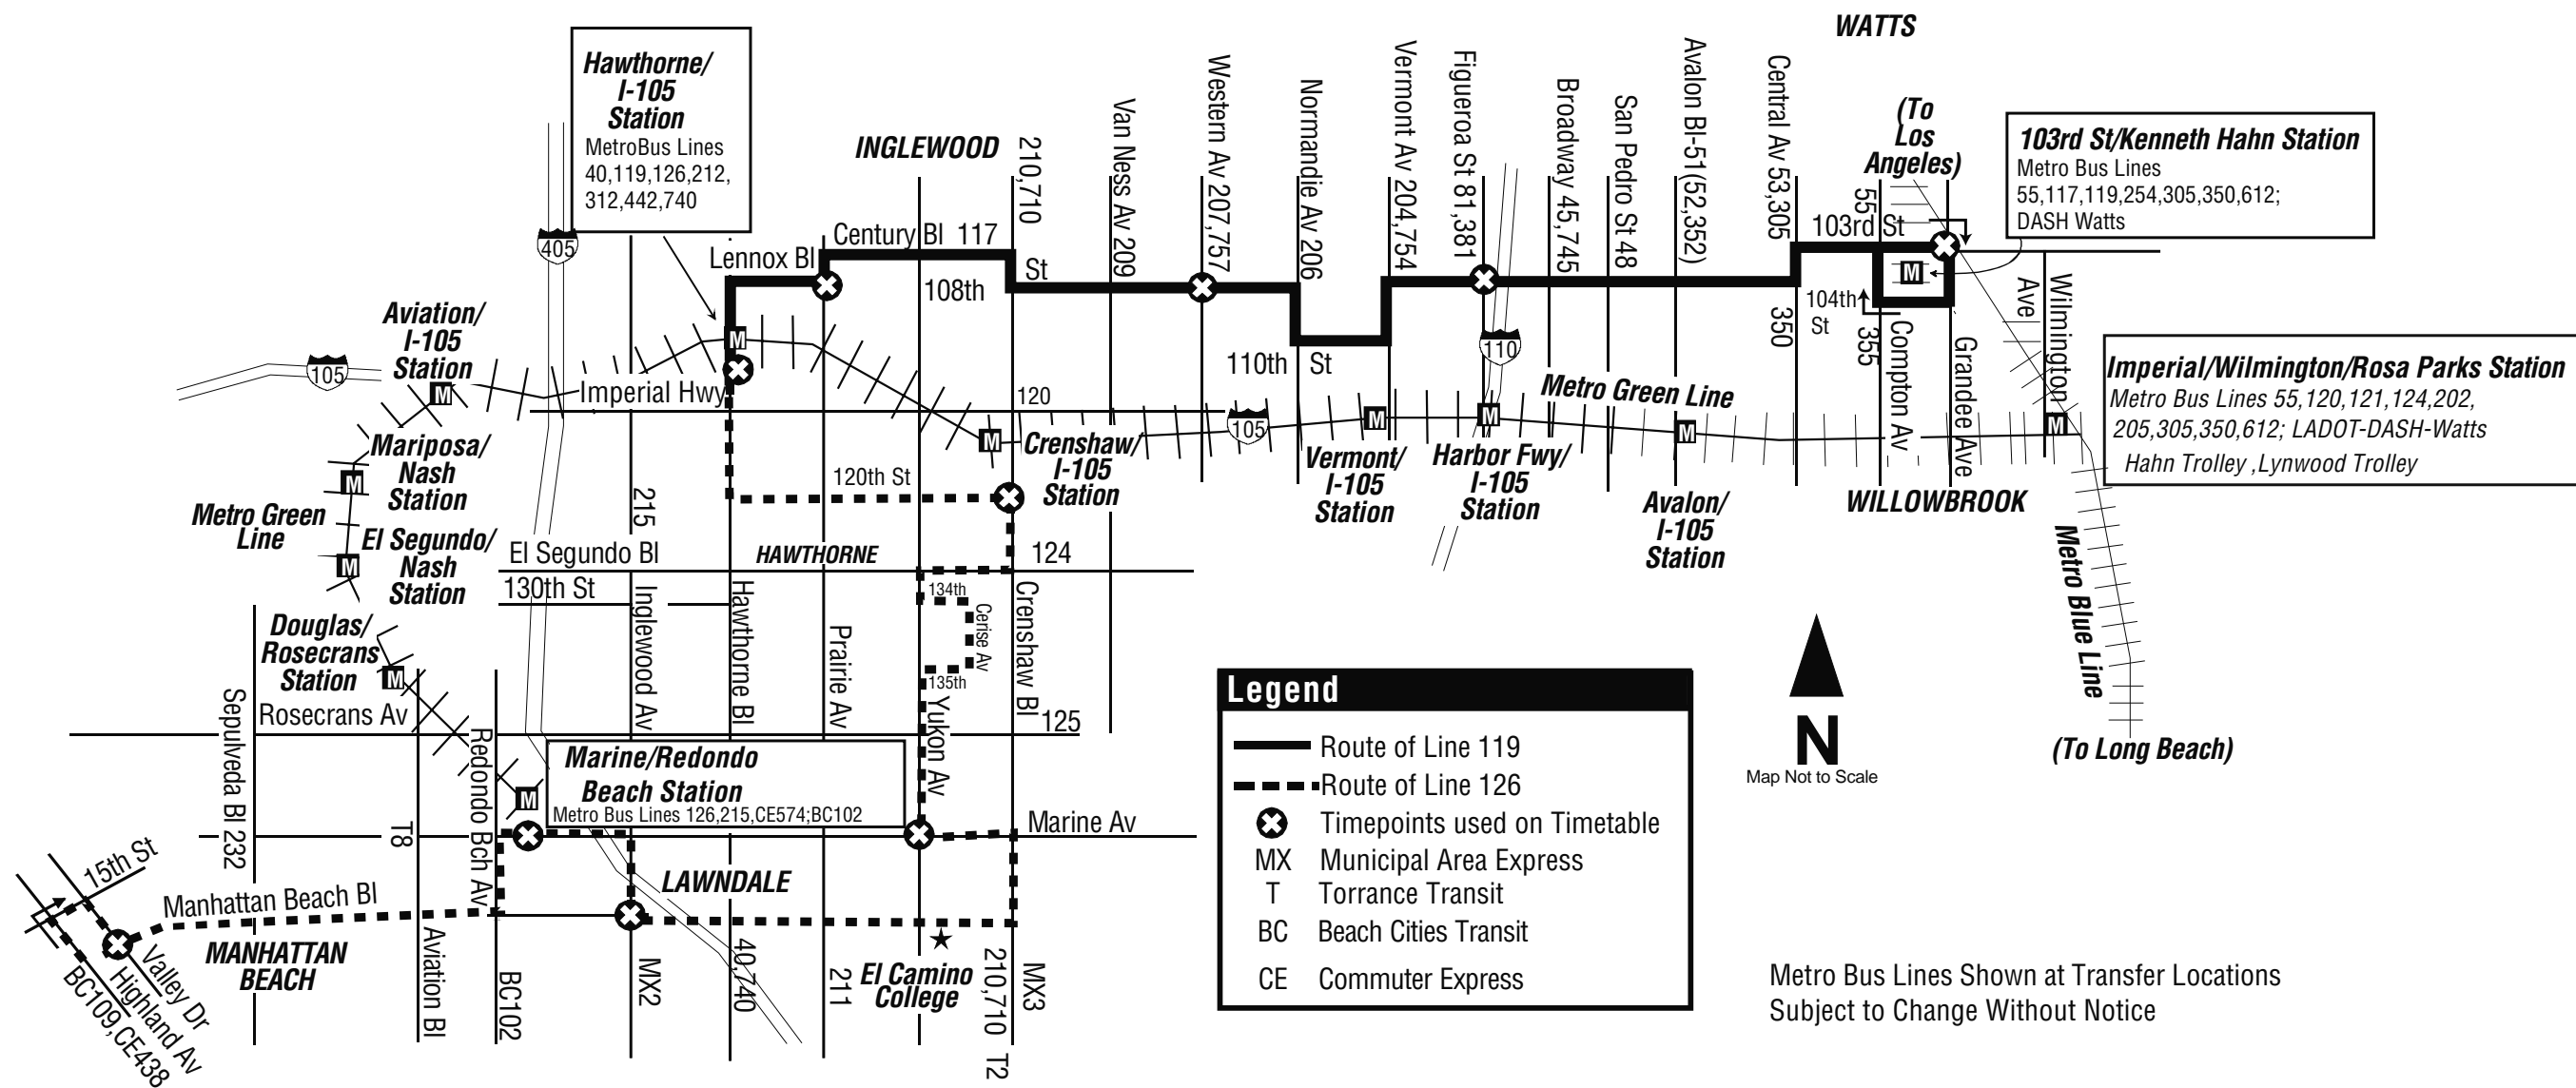 WATTS
Hawthorne/
I-105
Station
MetroBus Lines
40,119,126,212,
312,442,740
INGLEWOOD
210,710
Van Ness Av 209
Western Av 207,757
Normandie Av 206
Vermont Av 204,754
Figueroa St 81,381
Broadway 45,745
San Pedro St 48
Avalon Bl-51(52,352)
Central Av 53,305
(To
Los
Angeles)
55
103rd St/Kenneth Hahn Station
Metro Bus Lines
55,117,119,254,305,350,612;
DASH Watts
405
Lennox Bl
Century Bl 117
108th
St
103rd St
M
104th
St
350
355
Compton Av
Grandee Ave
Wilmington
Ave
Aviation/
I-105
Station
105
M
M
Imperial Hwy
110th St
110
120
Metro Green Line
Imperial/Wilmington/Rosa Parks Station
Metro Bus Lines 55,120,121,124,202,
205,305,350,612; LADOT-DASH-Watts
Hahn Trolley ,Lynwood Trolley
M
Crenshaw/
I-105
Station
105
M
Vermont/
I-105
Station
M
Harbor Fwy/
I-105
Station
M
Avalon/
I-105
Station
M
WILLOWBROOK
Mariposa/
Nash
Station
M
Metro Green
Line
El Segundo/
Nash
Station
M
120th St
215
El Segundo Bl
HAWTHORNE
124
130th St
134th
Cerise Av
135th
Inglewood Av
Hawthorne Bl
Prairie Av
Yukon Av
Crenshaw Bl
Douglas/
Rosecrans
Station
M
Rosecrans Av
125
Sepulveda Bl 232
Redondo Bch Av
M
Marine/Redondo
Beach Station
Metro Bus Lines 126,215,CE574;BC102
Marine Av
T8
15th St
Manhattan Beach Bl
LAWNDALE
MANHATTAN
BEACH
Valley Dr
Highland Av
BC109,CE438
Aviation Bl
BC102
MX2
40,740
211
El Camino
College
210,710 T2
MX3
Metro Blue Line
(To Long Beach)
N
Map Not to Scale
Legend
Route of Line 119
Route of Line 126
Timepoints used on Timetable
MX Municipal Area Express
T Torrance Transit
BC Beach Cities Transit
CE Commuter Express
Metro Bus Lines Shown at Transfer Locations
Subject to Change Without Notice